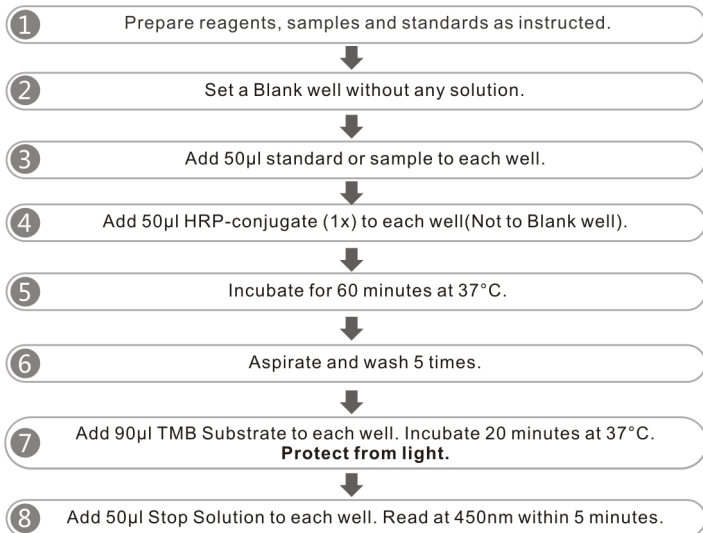 1
Prepare reagents, samples and standards as instructed.
2
Set a Blank well without any solution.
3
Add 50µl standard or sample to each well.
4
Add 50µl HRP-conjugate (1x) to each well(Not to Blank well).
5
Incubate for 60 minutes at 37°C.
6
Aspirate and wash 5 times.
7
Add 90µl TMB Substrate to each well. Incubate 20 minutes at 37°C.
Protect from light.
8
Add 50µl Stop Solution to each well. Read at 450nm within 5 minutes.